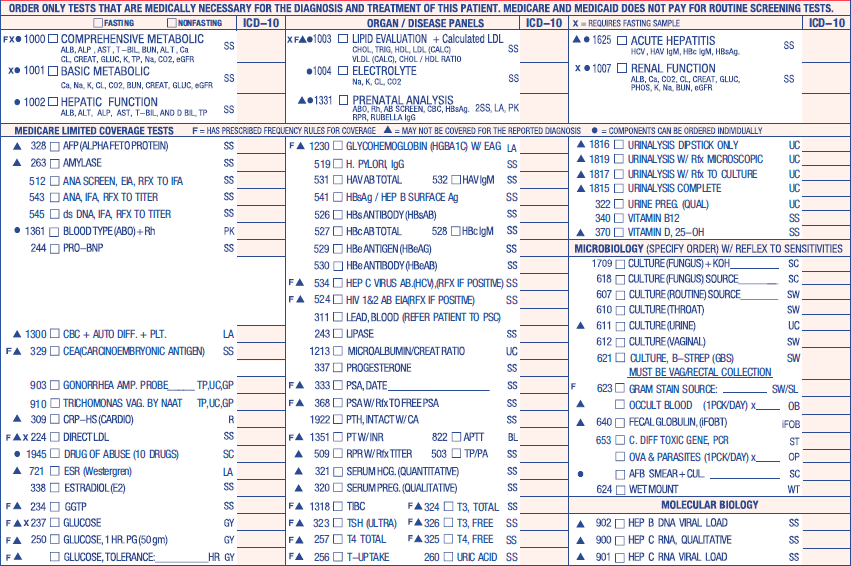 ORDER ONLY TESTS THAT ARE MEDICALLY NECESSARY FOR THE DIAGNOSIS AND TREATMENT OF THIS PATIENT. MEDICARE AND MEDICAID DOES NOT PAY FOR ROUTINE SCREENING TESTS.
☐ FASTING ☐ NONFASTING ICD-10
F X ● 1000 ☐ COMPREHENSIVE METABOLIC SS
ALB, ALP , AST , T-BIL, BUN, ALT , Ca
CL, CREAT, GLUC, K, TP, Na, CO2, eGFR
X ● 1001 ☐ BASIC METABOLIC SS
Ca, Na, K, CL, CO2, BUN, CREAT, GLUC, eGFR
● 1002 ☐ HEPATIC FUNCTION SS
ALB, ALT, ALP, AST, T-BIL, AND D BIL, TP
ORGAN / DISEASE PANELS ICD-10
X F ▲ ● 1003 ☐ LIPID EVALUATION + Calculated LDL SS
CHOL, TRIG, HDL, LDL (CALC)
VLDL (CALC), CHOL / HDL RATIO
● 1004 ☐ ELECTROLYTE SS
Na, K, CL, CO2
▲ ● 1331 ☐ PRENATAL ANALYSIS 2SS, LA, PK
ABO, Rh, AB SCREEN, CBC, HBsAG.
RPR, RUBELLA IgG
X = REQUIRES FASTING SAMPLE ICD-10
▲ ● 1625 ☐ ACUTE HEPATITIS SS
HCV, HAV IgM, HBc IgM, HBsAg.
X ● 1007 ☐ RENAL FUNCTION SS
ALB, Ca, CO2, CL, CREAT, GLUC,
PHOS, K, Na, BUN, eGFR
MEDICARE LIMITED COVERAGE TESTS F = HAS PRESCRIBED FREQUENCY RULES FOR COVERAGE ▲ = MAY NOT BE COVERED FOR THE REPORTED DIAGNOSIS ● = COMPONENTS CAN BE ORDERED INDIVIDUALLY
▲ 328 ☐ AFP (ALPHA FETO PROTEIN) SS
▲ 263 ☐ AMYLASE SS
512 ☐ ANA SCREEN, EIA, RFX TO IFA SS
543 ☐ ANA, IFA, RFX TO TITER SS
545 ☐ ds DNA, IFA, RFX TO TITER SS
● 1361 ☐ BLOOD TYPE (ABO) + Rh PK
244 ☐ PRO-BNP SS
▲ 1300 ☐ CBC + AUTO DIFF. + PLT. LA
F ▲ 329 ☐ CEA(CARCINOEMBRYONIC ANTIGEN) SS
903 ☐ GONORRHEA AMP. PROBE_____ TP,UC,GP
910 ☐ TRICHOMONAS VAG. BY NAAT TP,UC,GP
▲ 309 ☐ CRP-HS (CARDIO) R
F ▲ X 224 ☐ DIRECT LDL SS
● 1945 ☐ DRUG OF ABUSE (10 DRUGS) SC
▲ 721 ☐ ESR (Westergren) LA
338 ☐ ESTRADIOL (E2) SS
F ▲ 234 ☐ GGTP SS
F ▲ X 237 ☐ GLUCOSE GY
F ▲ 250 ☐ GLUCOSE, 1 HR. PG (50 gm) GY
F ▲ ☐ GLUCOSE, TOLERANCE:__________HR GY
F ▲ 1230 ☐ GLYCOHEMOGLOBIN (HGBA1C) W/ EAG LA
519 ☐ H. PYLORI, IgG SS
531 ☐ HAV AB TOTAL 532 ☐ HAV IgM SS
541 ☐ HBsAg / HEP B SURFACE Ag SS
526 ☐ HBs ANTIBODY (HBsAB) SS
527 ☐ HBc AB TOTAL 528 ☐ HBc IgM SS
529 ☐ HBe ANTIGEN (HBeAG) SS
530 ☐ HBe ANTIBODY (HBeAB) SS
F ▲ 534 ☐ HEP C VIRUS AB.(HCV),(RFX IF POSITIVE) SS
F ▲ 524 ☐ HIV 1&2 AB EIA(RFX IF POSITIVE) SS
311 ☐ LEAD, BLOOD (REFER PATIENT TO PSC)
243 ☐ LIPASE SS
1213 ☐ MICROALBUMIN/CREAT RATIO UC
337 ☐ PROGESTERONE SS
F ▲ 333 ☐ PSA, DATE____________________ SS
F ▲ 368 ☐ PSA W/ Rfx TO FREE PSA SS
1922 ☐ PTH, INTACT W/ CA SS
F ▲ 1351 ☐ PT W/ INR 822 ☐ APTT BL
▲ 509 ☐ RPR W/ Rfx TITER 503 ☐ TP/PA SS
▲ 321 ☐ SERUM HCG. (QUANTITATIVE) SS
▲ 320 ☐ SERUM PREG. (QUALITATIVE) SS
F ▲ 1318 ☐ TIBC F ▲ 324 ☐ T3, TOTAL SS
F ▲ 323 ☐ TSH (ULTRA) F ▲ 326 ☐ T3, FREE SS
F ▲ 257 ☐ T4 TOTAL F ▲ 325 ☐ T4, FREE SS
F ▲ 256 ☐ T-UPTAKE 260 ☐ URIC ACID SS
▲ 1816 ☐ URINALYSIS DIPSTICK ONLY UC
▲ 1819 ☐ URINALYSIS W/ Rfx MICROSCOPIC UC
▲ 1817 ☐ URINALYSIS W/ Rfx TO CULTURE UC
▲ 1815 ☐ URINALYSIS COMPLETE UC
322 ☐ URINE PREG. (QUAL) UC
340 ☐ VITAMIN B12 SS
▲ 370 ☐ VITAMIN D, 25-OH SS
MICROBIOLOGY (SPECIFY ORDER) W/ REFLEX TO SENSITIVITIES
1709 ☐ CULTURE (FUNGUS) + KOH_________ SC
618 ☐ CULTURE (FUNGUS) SOURCE_______ SC
607 ☐ CULTURE (ROUTINE) SOURCE______ SW
610 ☐ CULTURE (THROAT) SW
▲ 611 ☐ CULTURE (URINE) UC
612 ☐ CULTURE (VAGINAL) SW
621 ☐ CULTURE, B-STREP (GBS) SW
MUST BE VAG/RECTAL COLLECTION
F 623 ☐ GRAM STAIN SOURCE: _________ SW/SL
▲ ☐ OCCULT BLOOD (1PCK/DAY) x_____ OB
▲ 640 ☐ FECAL GLOBULIN, (iFOBT) iFOB
653 ☐ C. DIFF TOXIC GENE, PCR ST
☐ OVA & PARASITES (1PCK/DAY) x_____ OP
● ☐ AFB SMEAR + CUL. ___________ SC
624 ☐ WET MOUNT WT
MOLECULAR BIOLOGY
▲ 902 ☐ HEP B DNA VIRAL LOAD SS
▲ 900 ☐ HEP C RNA, QUALITATIVE SS
▲ 901 ☐ HEP C RNA VIRAL LOAD SS